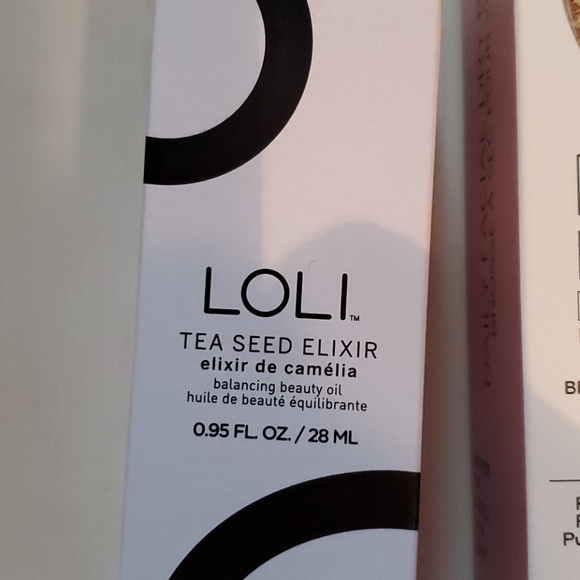 LOLI™
TEA SEED ELIXIR
elixir de camélia
balancing beauty oil
huile de beauté équilibrante
0.95 FL. OZ. / 28 ML